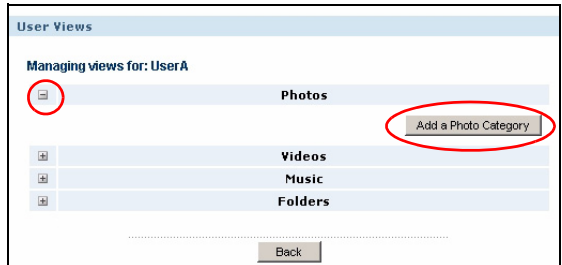 User Views
Managing views for: UserA
Photos
Add a Photo Category
Videos
Music
Folders
Back